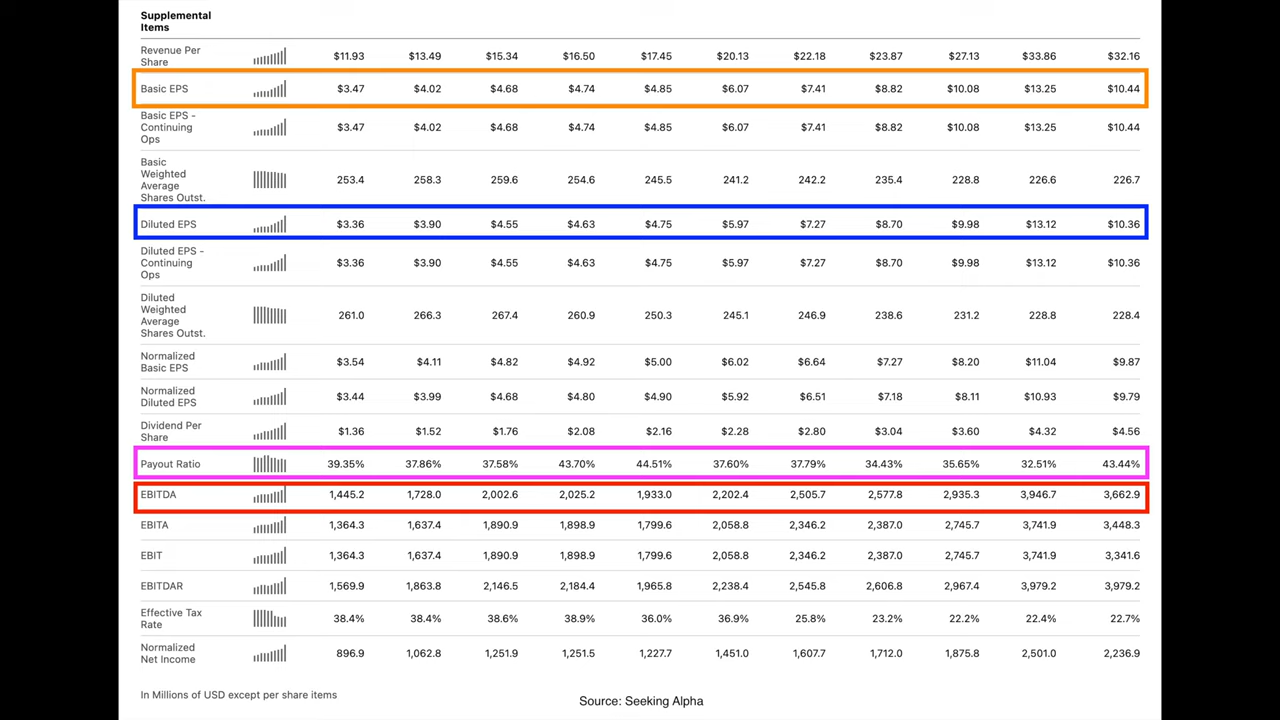 Supplemental
Items
Revenue Per
Share $11.93 $13.49 $15.34 $16.50 $17.45 $20.13 $22.18 $23.87 $27.13 $33.86 $32.16
Basic EPS $3.47 $4.02 $4.68 $4.74 $4.85 $6.07 $7.41 $8.82 $10.08 $13.25 $10.44
Basic EPS -
Continuing $3.47 $4.02 $4.68 $4.74 $4.85 $6.07 $7.41 $8.82 $10.08 $13.25 $10.44
Ops
Basic
Weighted
Average 253.4 258.3 259.6 254.6 245.5 241.2 242.2 235.4 228.8 226.6 226.7
Shares Outst.
Diluted EPS $3.36 $3.90 $4.55 $4.63 $4.75 $5.97 $7.27 $8.70 $9.98 $13.12 $10.36
Diluted EPS -
Continuing $3.36 $3.90 $4.55 $4.63 $4.75 $5.97 $7.27 $8.70 $9.98 $13.12 $10.36
Ops
Diluted
Weighted
Average 261.0 266.3 267.4 260.9 250.3 245.1 246.9 238.6 231.2 228.8 228.4
Shares Outst.
Normalized
Basic EPS $3.54 $4.11 $4.82 $4.92 $5.00 $6.02 $6.64 $7.27 $8.20 $11.04 $9.87
Normalized
Diluted EPS $3.44 $3.99 $4.68 $4.80 $4.90 $5.92 $6.51 $7.18 $8.11 $10.93 $9.79
Dividend Per
Share $1.36 $1.52 $1.76 $2.08 $2.16 $2.28 $2.80 $3.04 $3.60 $4.32 $4.56
Payout Ratio 39.35% 37.86% 37.58% 43.70% 44.51% 37.60% 37.79% 34.43% 35.65% 32.51% 43.44%
EBITDA 1,445.2 1,728.0 2,002.6 2,025.2 1,933.0 2,202.4 2,505.7 2,577.8 2,935.3 3,946.7 3,662.9
EBITA 1,364.3 1,637.4 1,890.9 1,898.9 1,799.6 2,058.8 2,346.2 2,387.0 2,745.7 3,741.9 3,448.3
EBIT 1,364.3 1,637.4 1,890.9 1,898.9 1,799.6 2,058.8 2,346.2 2,387.0 2,745.7 3,741.9 3,341.6
EBITDAR 1,569.9 1,863.8 2,146.5 2,184.4 1,965.8 2,238.4 2,545.8 2,606.8 2,967.4 3,979.2 3,979.2
Effective Tax
Rate 38.4% 38.4% 38.6% 38.9% 36.0% 36.9% 25.8% 23.2% 22.2% 22.4% 22.7%
Normalized
Net Income 896.9 1,062.8 1,251.9 1,251.5 1,227.7 1,451.0 1,607.7 1,712.0 1,875.8 2,501.0 2,236.9
In Millions of USD except per share items
Source: Seeking Alpha